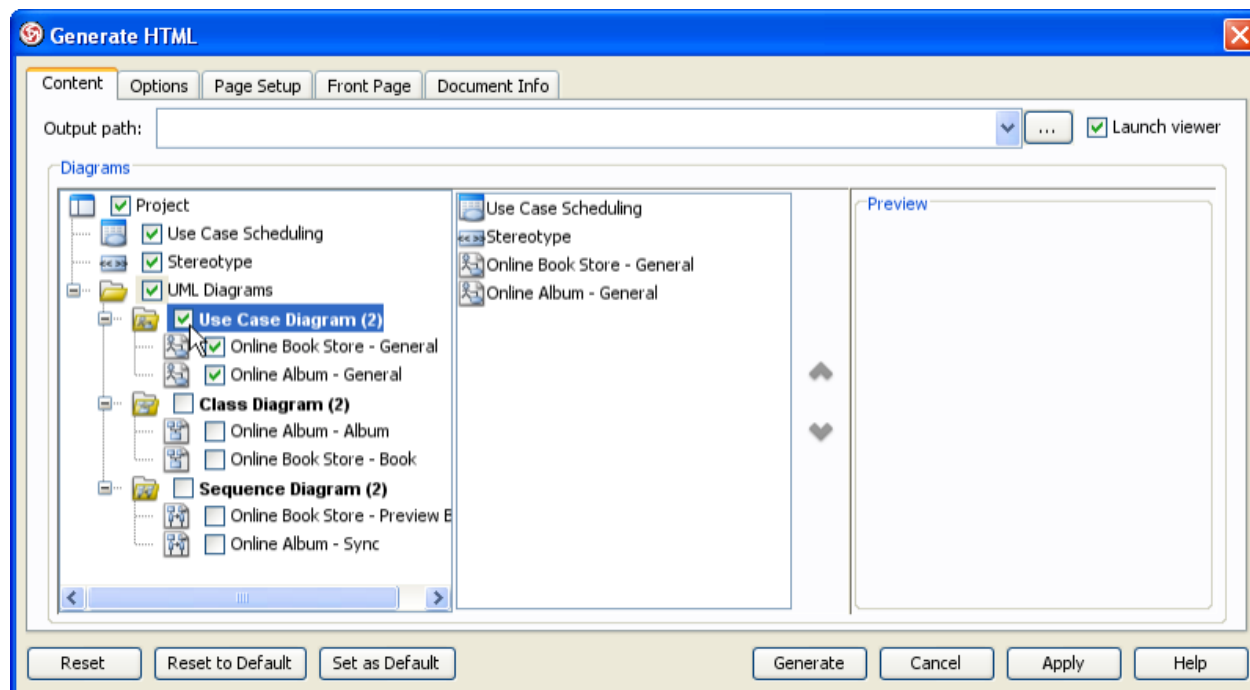 Generate HTML
Content Options Page Setup Front Page Document Info
Output path: ... Launch viewer
Diagrams
Project
Use Case Scheduling
Stereotype
UML Diagrams
Use Case Diagram (2)
Online Book Store - General
Online Album - General
Class Diagram (2)
Online Album - Album
Online Book Store - Book
Sequence Diagram (2)
Online Book Store - Preview B
Online Album - Sync
Use Case Scheduling
Stereotype
Online Book Store - General
Online Album - General
Preview
Reset Reset to Default Set as Default Generate Cancel Apply Help